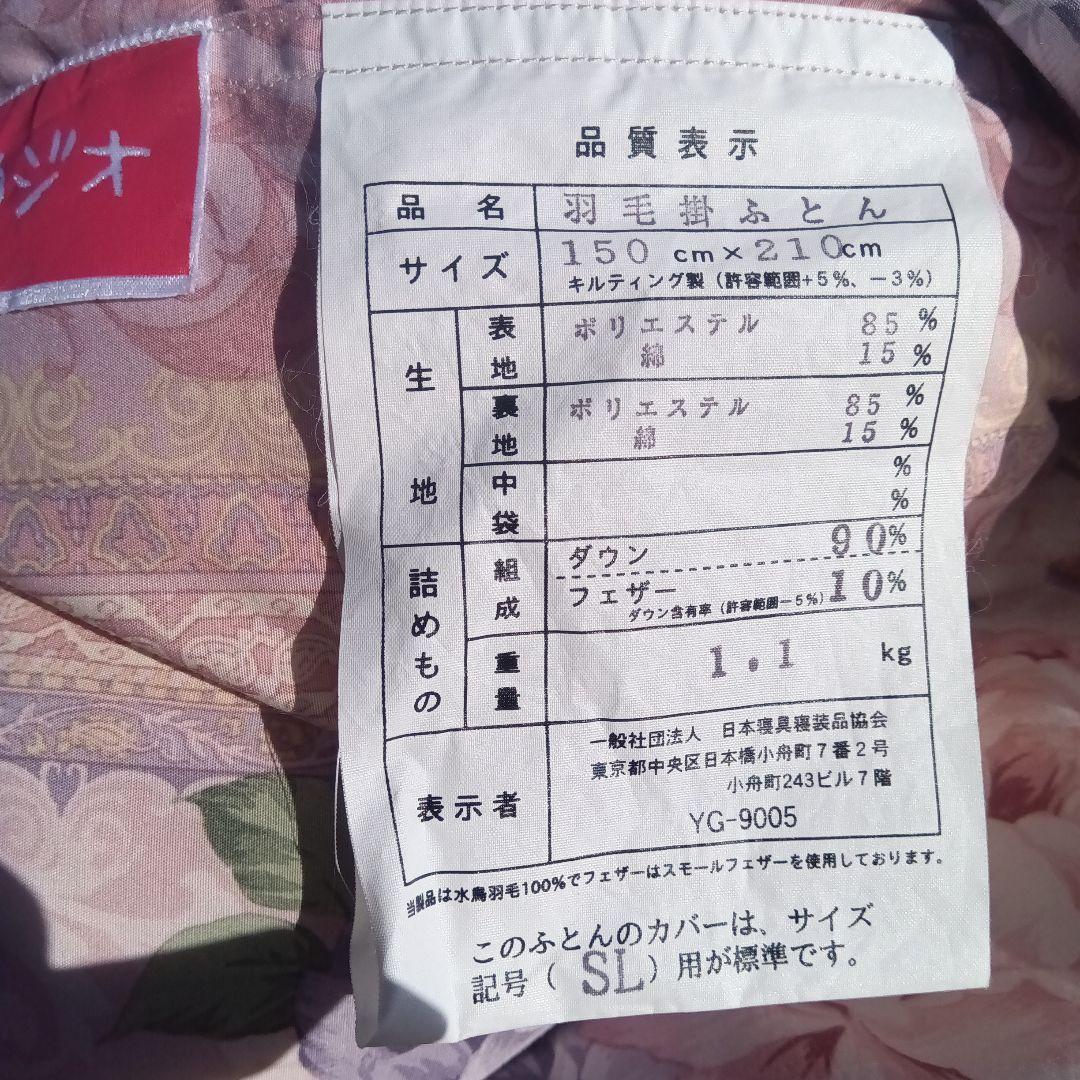 ジオ
品質表示
品名 羽毛掛ふとん
サイズ 150 cm×210cm
キルティング製（許容範囲+5%、－3%）
生地 表地 ポリエステル 85 %
綿 15 %
裏地 ポリエステル 85 %
綿 15 %
中袋 %
%
詰めもの 組成 ダウン 90%
フェザー 10%
ダウン含有率（許容範囲－5%）
重量 1.1 kg
表示者 一般社団法人 日本寝具寝装品協会
東京都中央区日本橋小舟町7番2号
小舟町243ビル7階
YG-9005
当製品は水鳥羽毛100%でフェザーはスモールフェザーを使用しております。
このふとんのカバーは、サイズ
記号（ SL ）用が標準です。